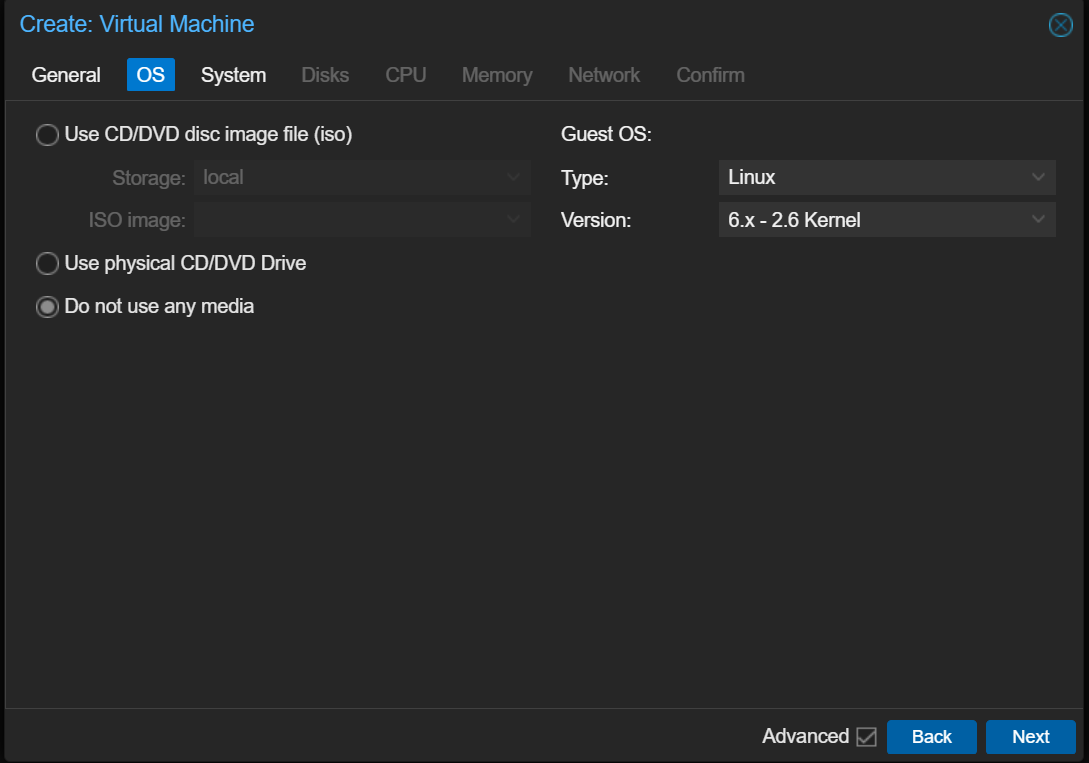 Create: Virtual Machine
General OS System Disks CPU Memory Network Confirm
Use CD/DVD disc image file (iso)
Storage: local
ISO image:
Use physical CD/DVD Drive
Do not use any media
Guest OS:
Type: Linux
Version: 6.x - 2.6 Kernel
Advanced Back Next